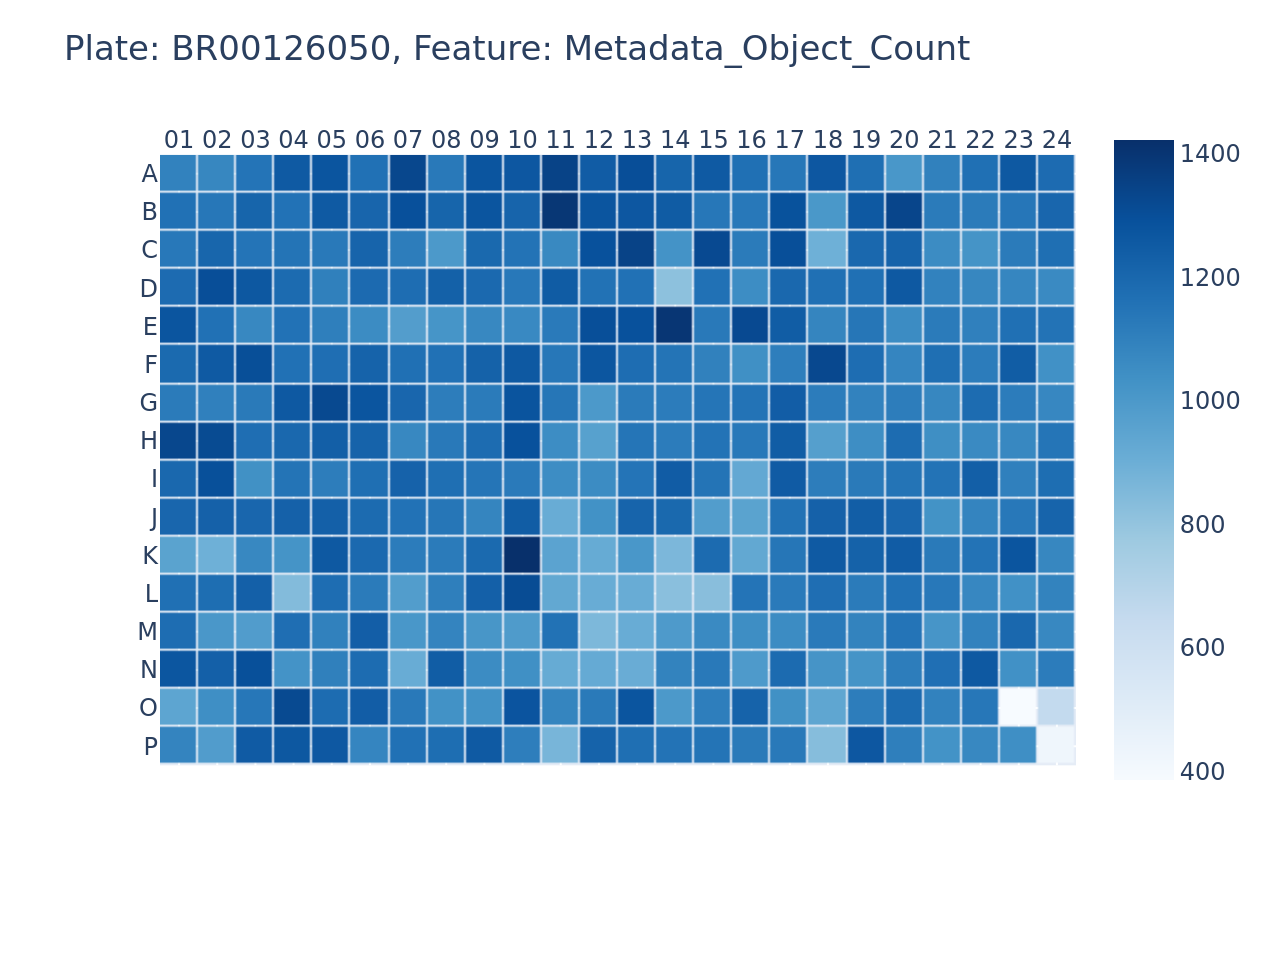 Plate: BR00126050, Feature: Metadata_Object_Count
01 02 03 04 05 06 07 08 09 10 11 12 13 14 15 16 17 18 19 20 21 22 23 24
A
B
C
D
E
F
G
H
I
J
K
L
M
N
O
P
1400
1200
1000
800
600
400